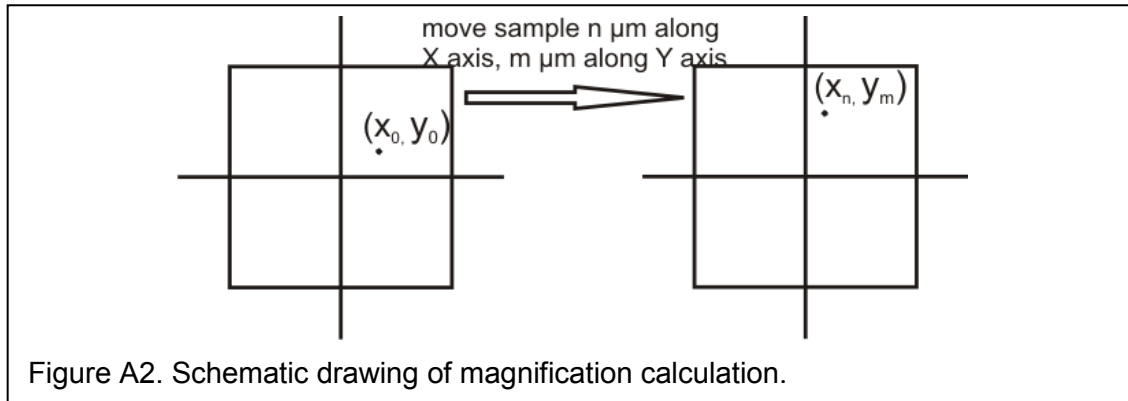 move sample n µm along
X axis, m µm along Y axis
(x₀, y₀)
(xₙ, yₘ)
Figure A2. Schematic drawing of magnification calculation.